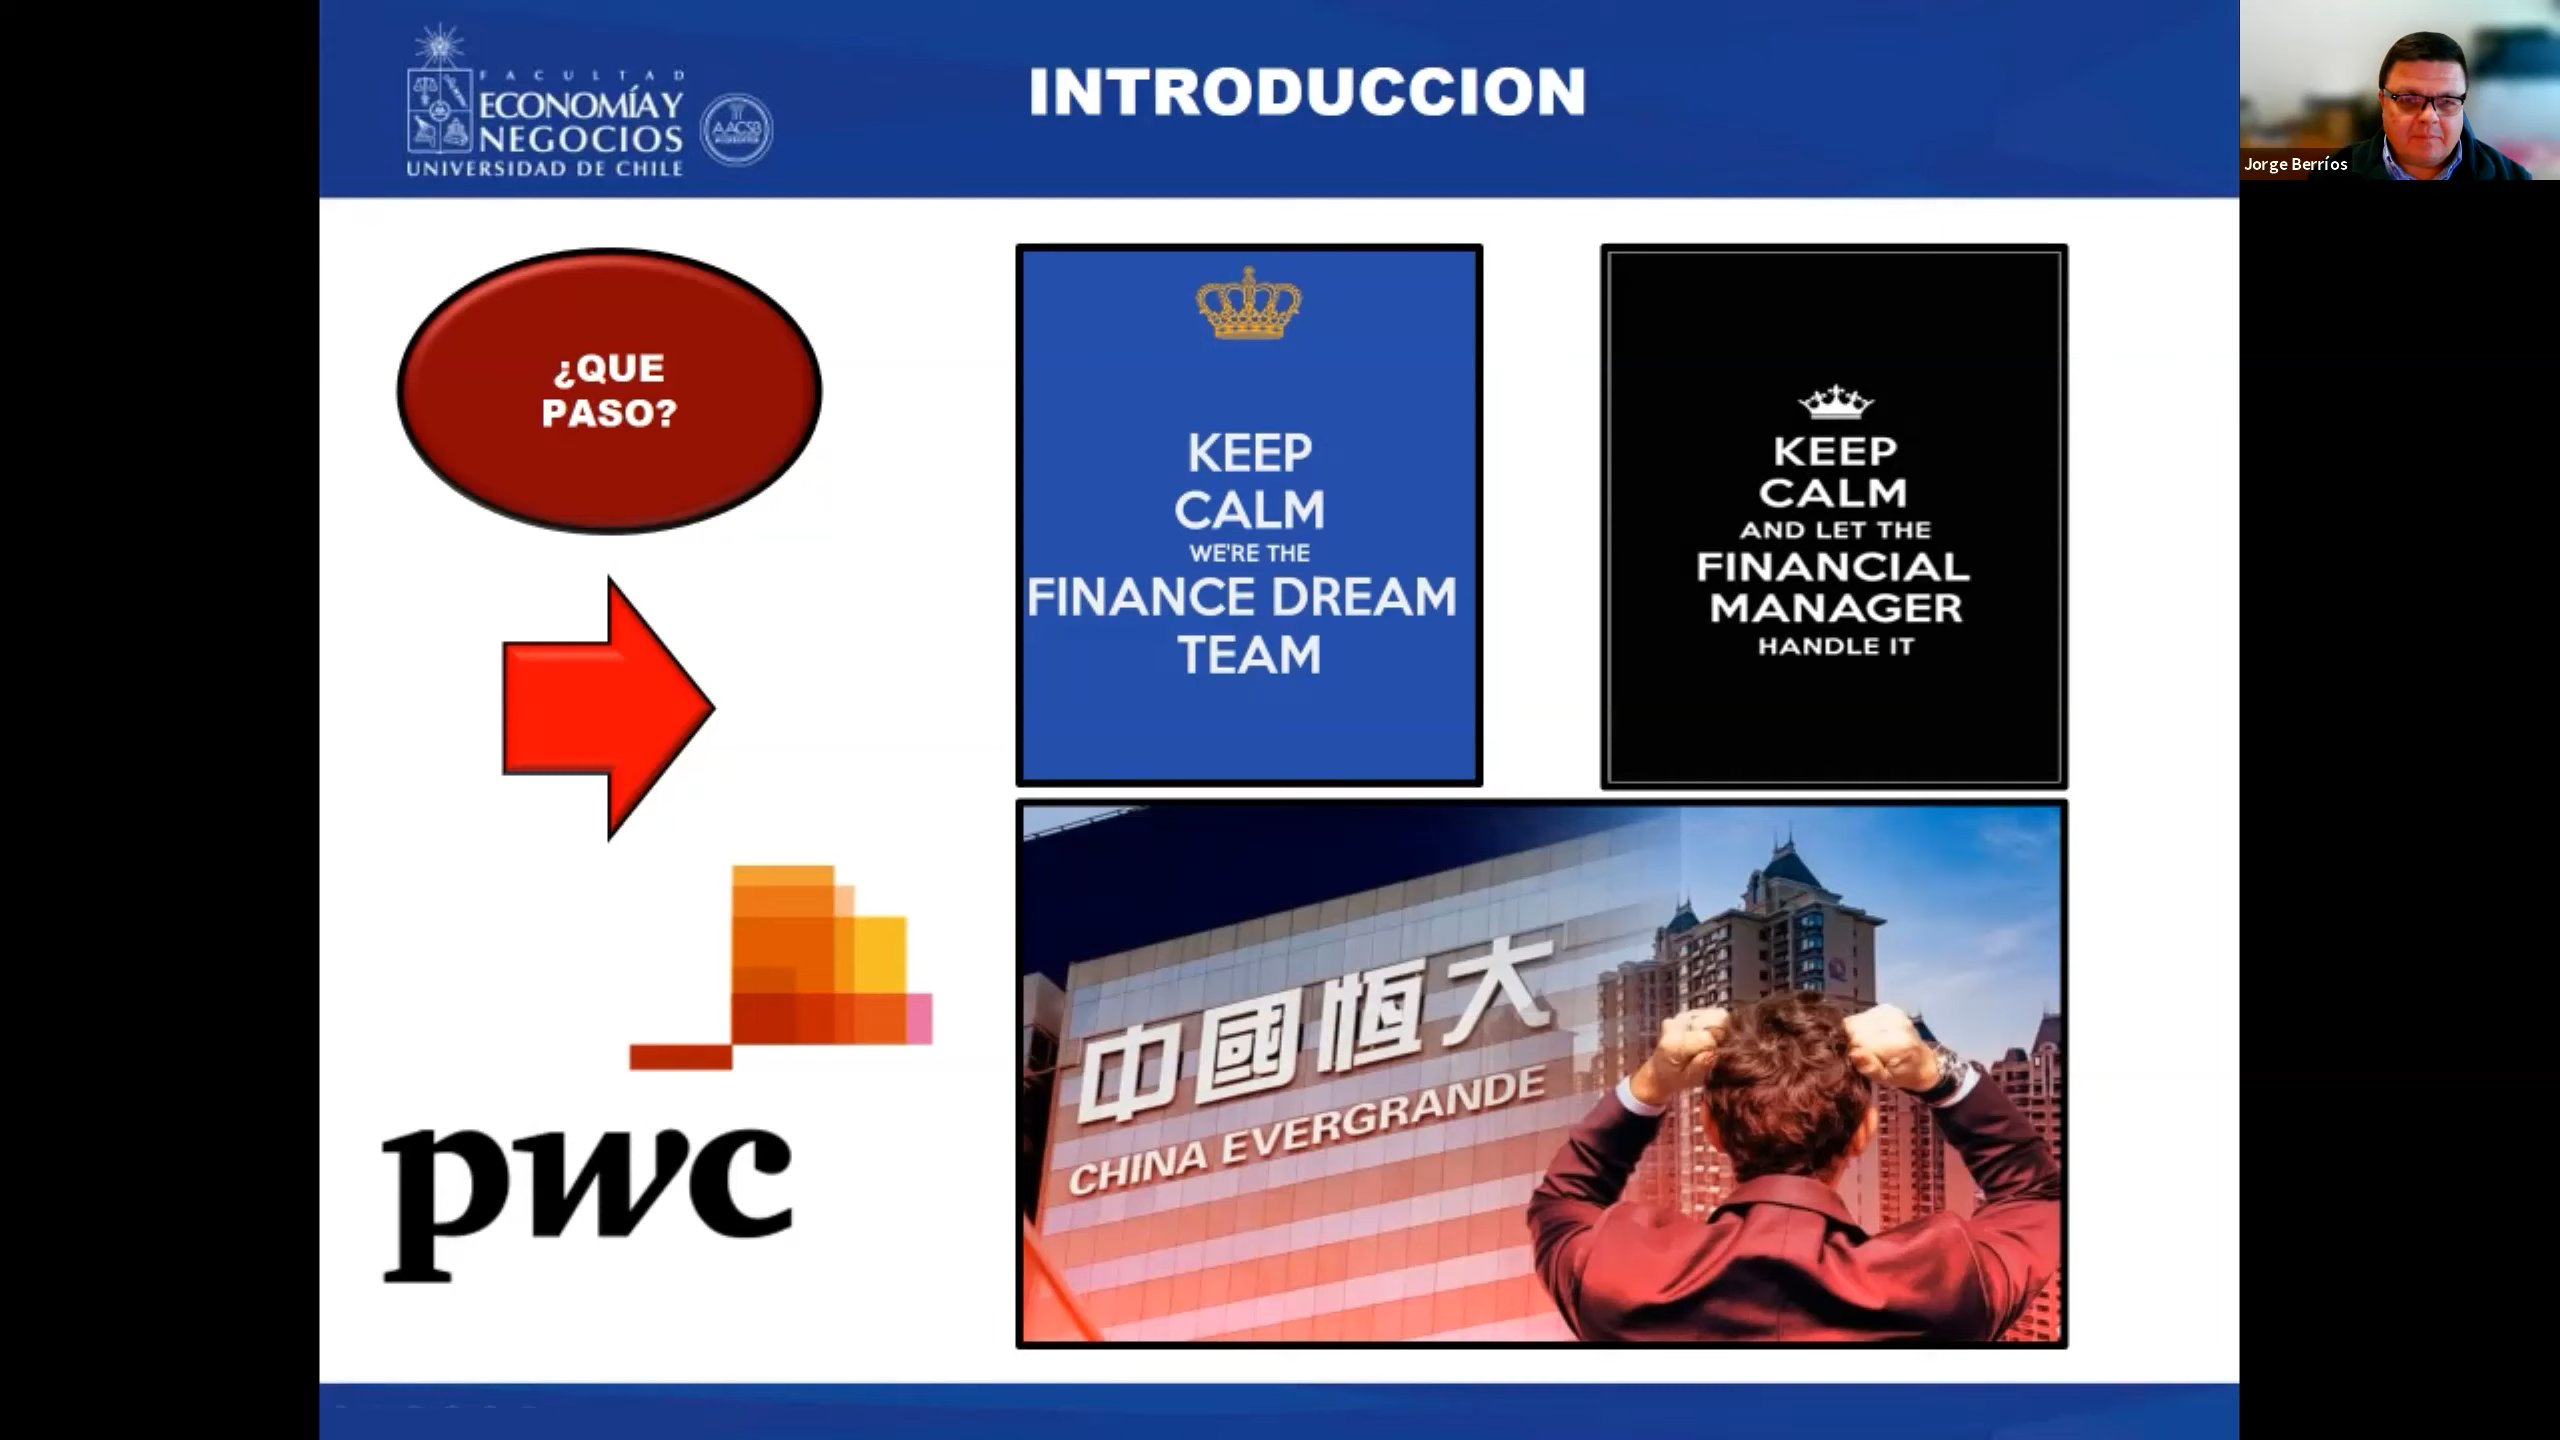 FACULTAD
ECONOMÍA Y
NEGOCIOS
UNIVERSIDAD DE CHILE
AACSB
INTRODUCCION
Jorge Berríos
¿QUE
PASO?
KEEP
CALM
WE'RE THE
FINANCE DREAM
TEAM
KEEP
CALM
AND LET THE
FINANCIAL
MANAGER
HANDLE IT
pwc
中國恆大
CHINA EVERGRANDE